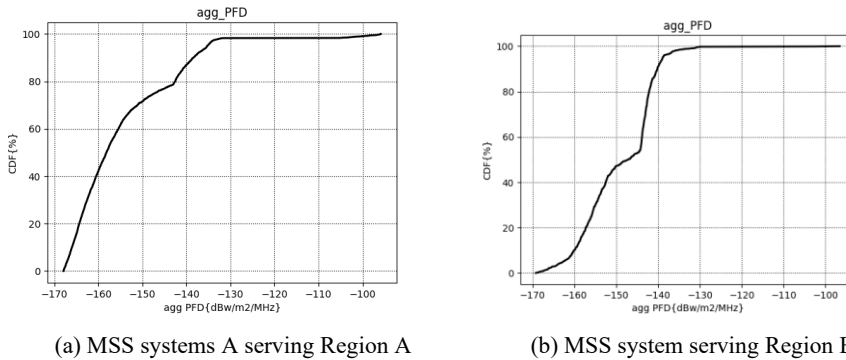 agg_PFD
100
80
60
40
20
0
CDF{%}
−170 −160 −150 −140 −130 −120 −110 −100
agg PFD{dBw/m2/MHz}
(a) MSS systems A serving Region A
agg_PFD
100
80
60
40
20
0
CDF{%}
−170 −160 −150 −140 −130 −120 −110 −100
agg PFD{dBw/m2/MHz}
(b) MSS system serving Region